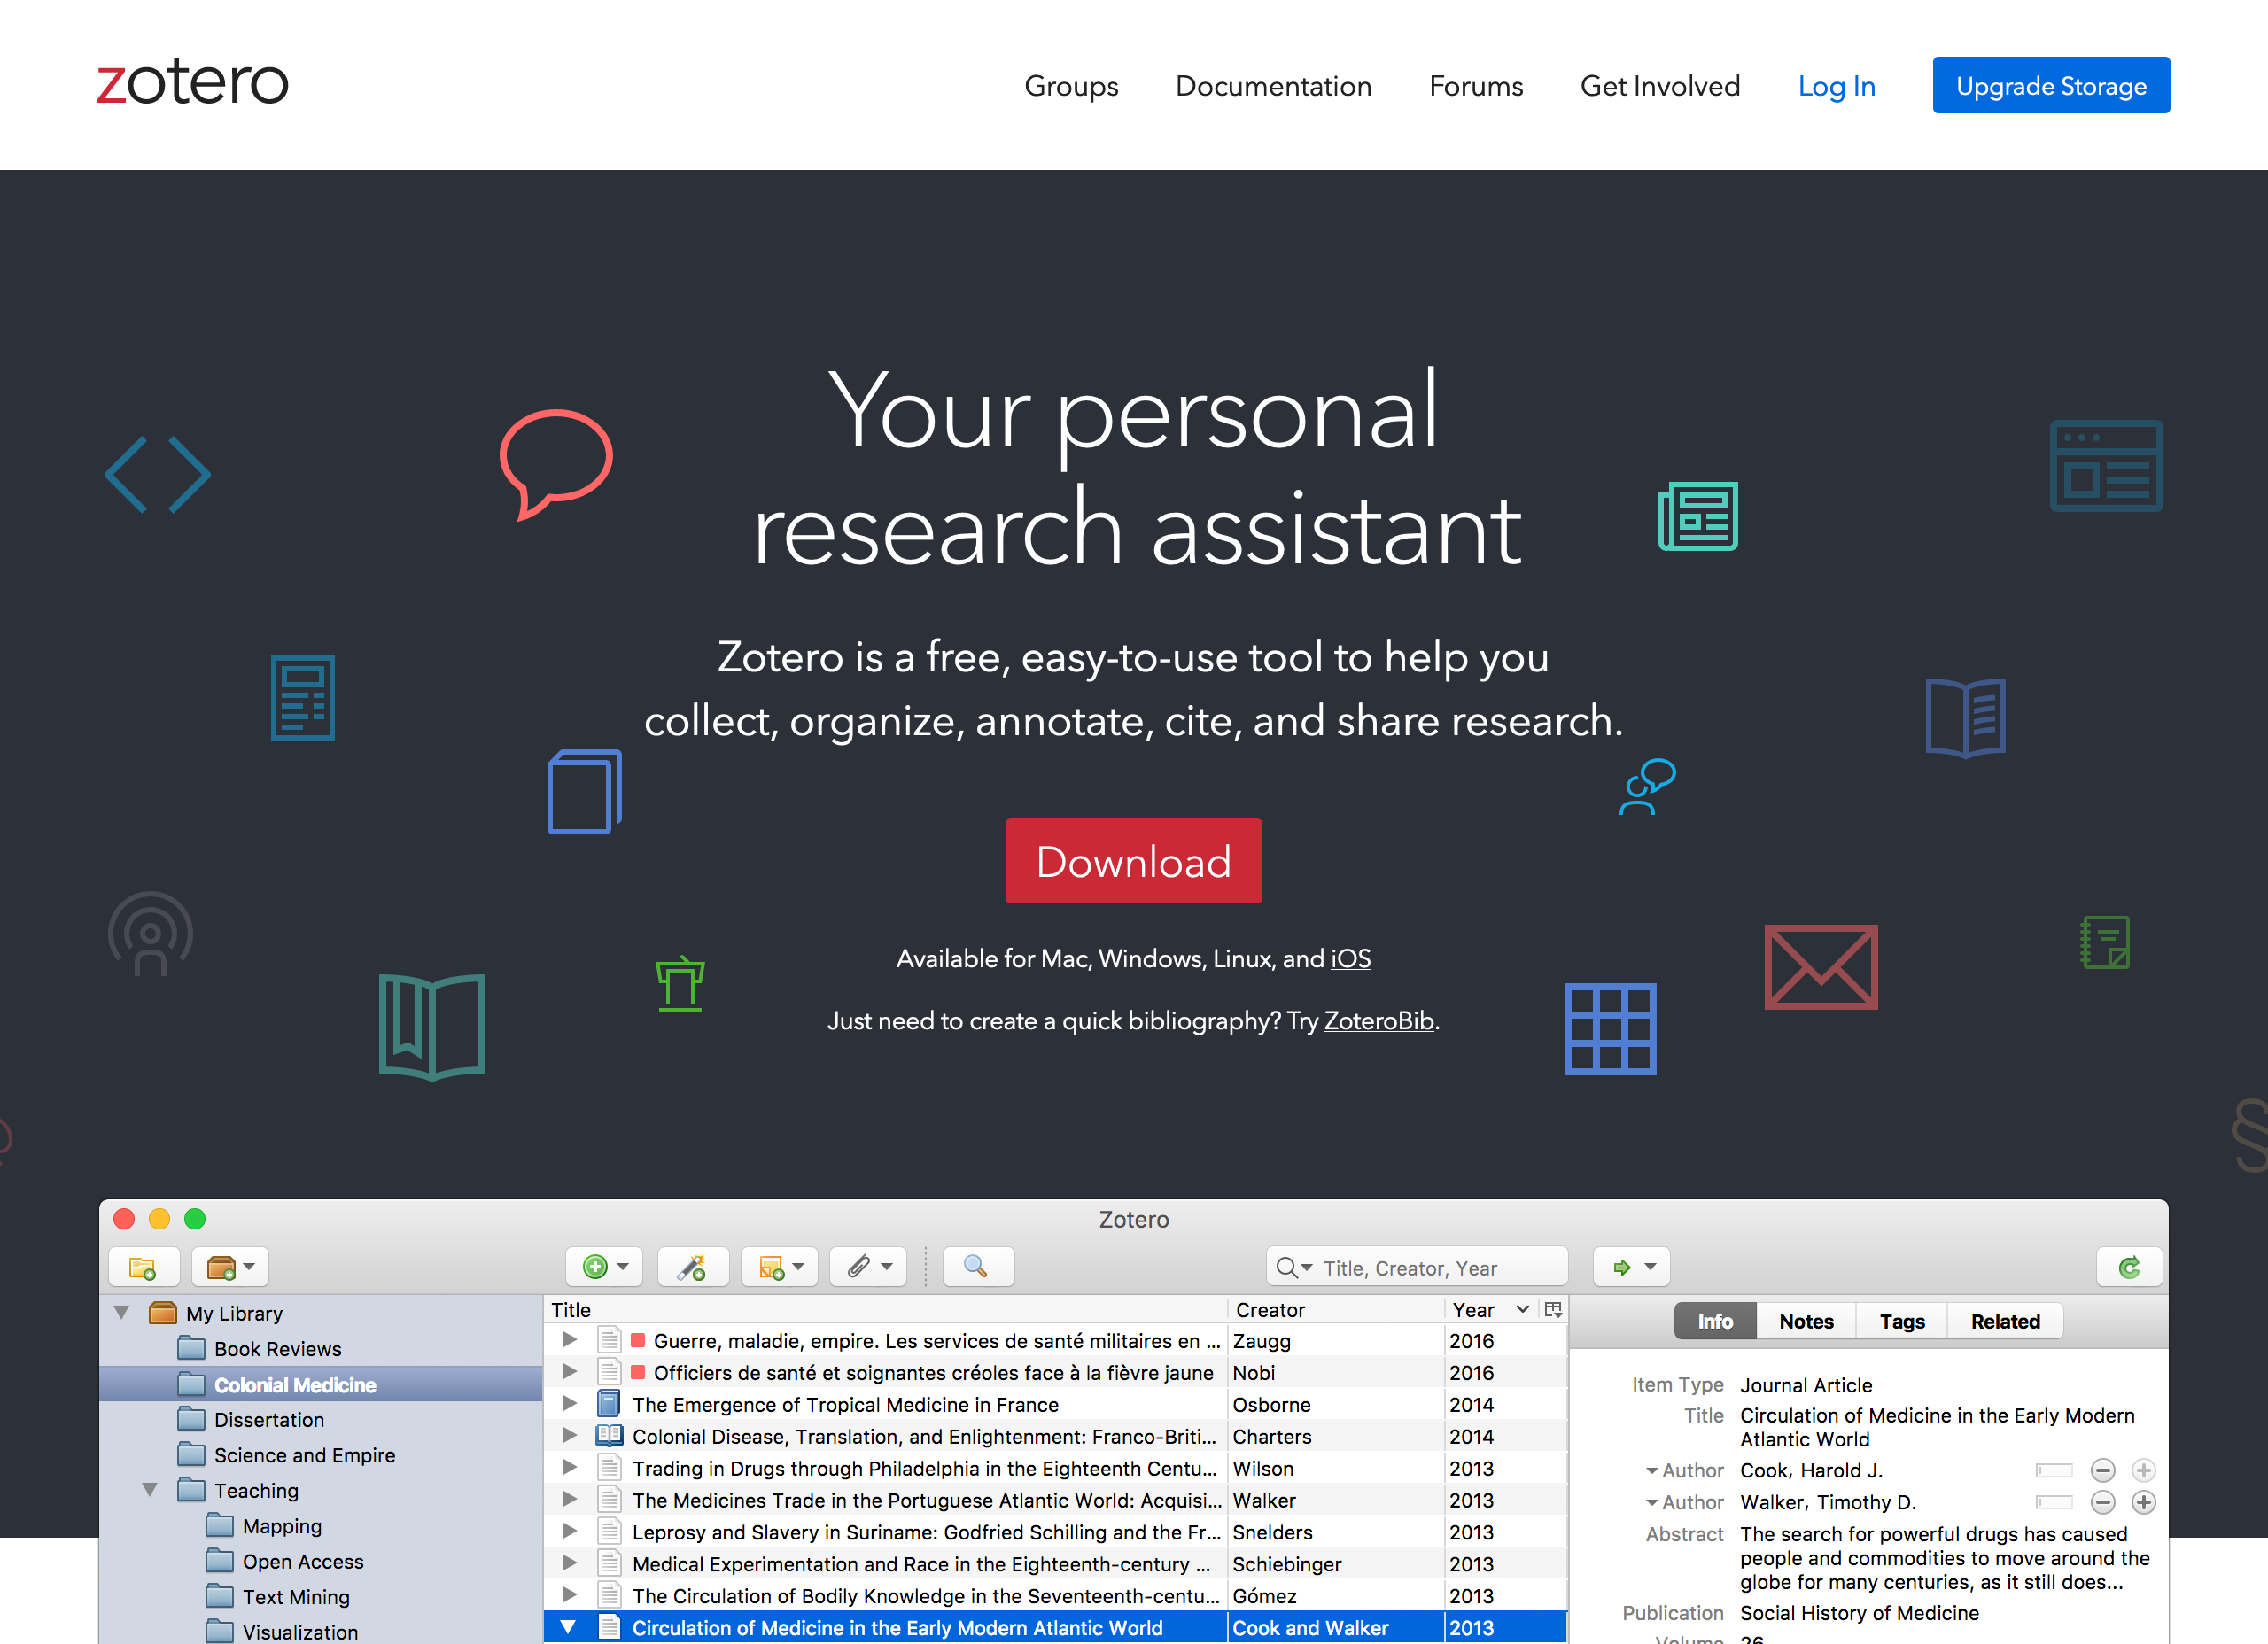 zotero
Groups
Documentation
Forums
Get Involved
Log In
Upgrade Storage
Your personal
research assistant
Zotero is a free, easy-to-use tool to help you
collect, organize, annotate, cite, and share research.
Download
Available for Mac, Windows, Linux, and iOS
Just need to create a quick bibliography? Try ZoteroBib.
§
Zotero
Title, Creator, Year
My Library
Book Reviews
Colonial Medicine
Dissertation
Science and Empire
Teaching
Mapping
Open Access
Text Mining
Visualization
Title Creator Year
Guerre, maladie, empire. Les services de santé militaires en ... Zaugg 2016
Officiers de santé et soignantes créoles face à la fièvre jaune Nobi 2016
The Emergence of Tropical Medicine in France Osborne 2014
Colonial Disease, Translation, and Enlightenment: Franco-Briti... Charters 2014
Trading in Drugs through Philadelphia in the Eighteenth Centu... Wilson 2013
The Medicines Trade in the Portuguese Atlantic World: Acquisi... Walker 2013
Leprosy and Slavery in Suriname: Godfried Schilling and the Fr... Snelders 2013
Medical Experimentation and Race in the Eighteenth-century ... Schiebinger 2013
The Circulation of Bodily Knowledge in the Seventeenth-centu... Gómez 2013
Circulation of Medicine in the Early Modern Atlantic World Cook and Walker 2013
Info Notes Tags Related
Item Type Journal Article
Title Circulation of Medicine in the Early Modern
Atlantic World
Author Cook, Harold J.
Author Walker, Timothy D.
Abstract The search for powerful drugs has caused
people and commodities to move around the
globe for many centuries, as it still does...
Publication Social History of Medicine
Volume 26